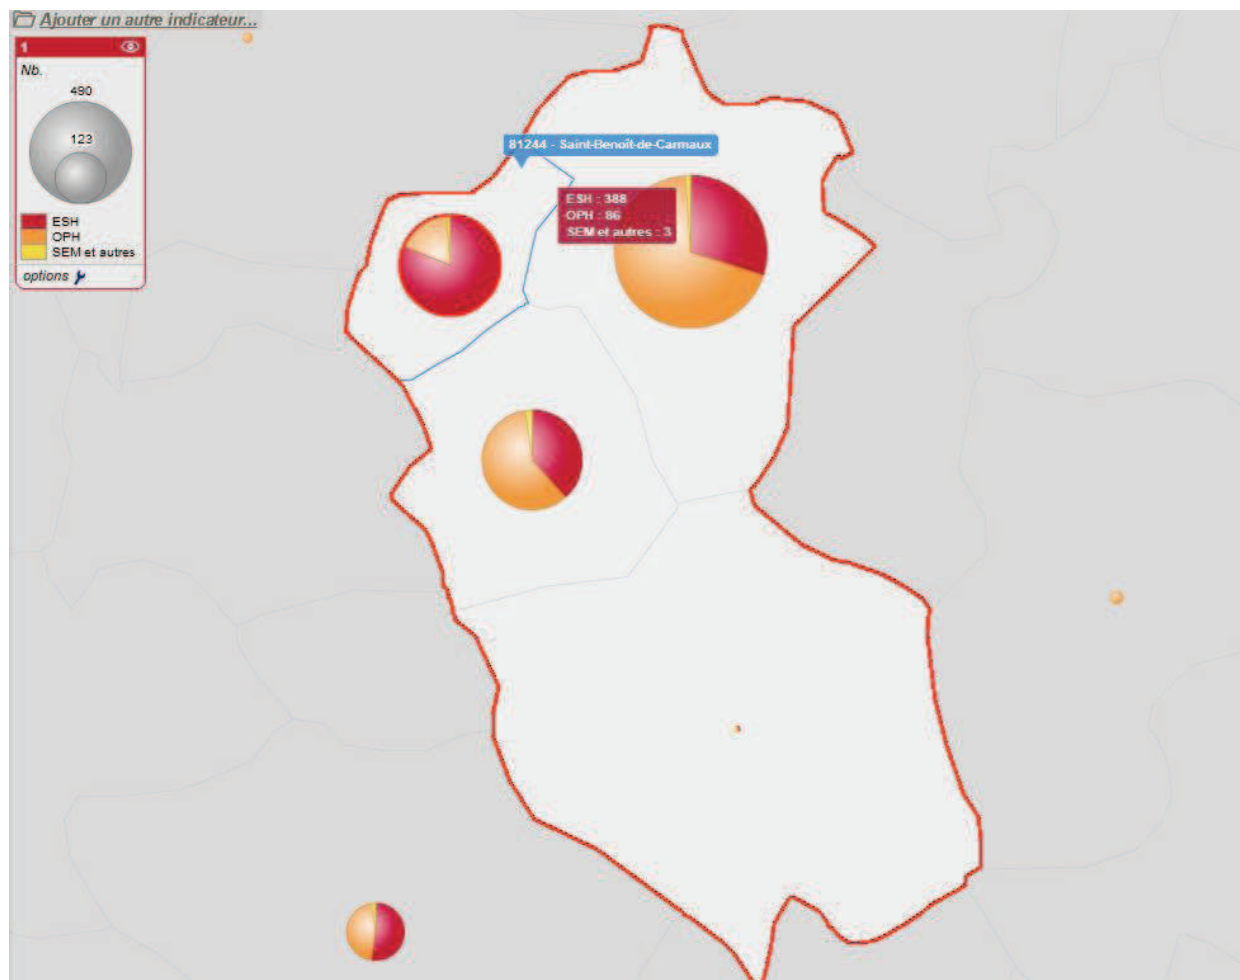 Ajouter un autre indicateur...
1
Nb.
490
123
ESH
OPH
SEM et autres
options
81244 - Saint-Benoît-de-Carmaux
ESH : 388
OPH : 86
SEM et autres : 3